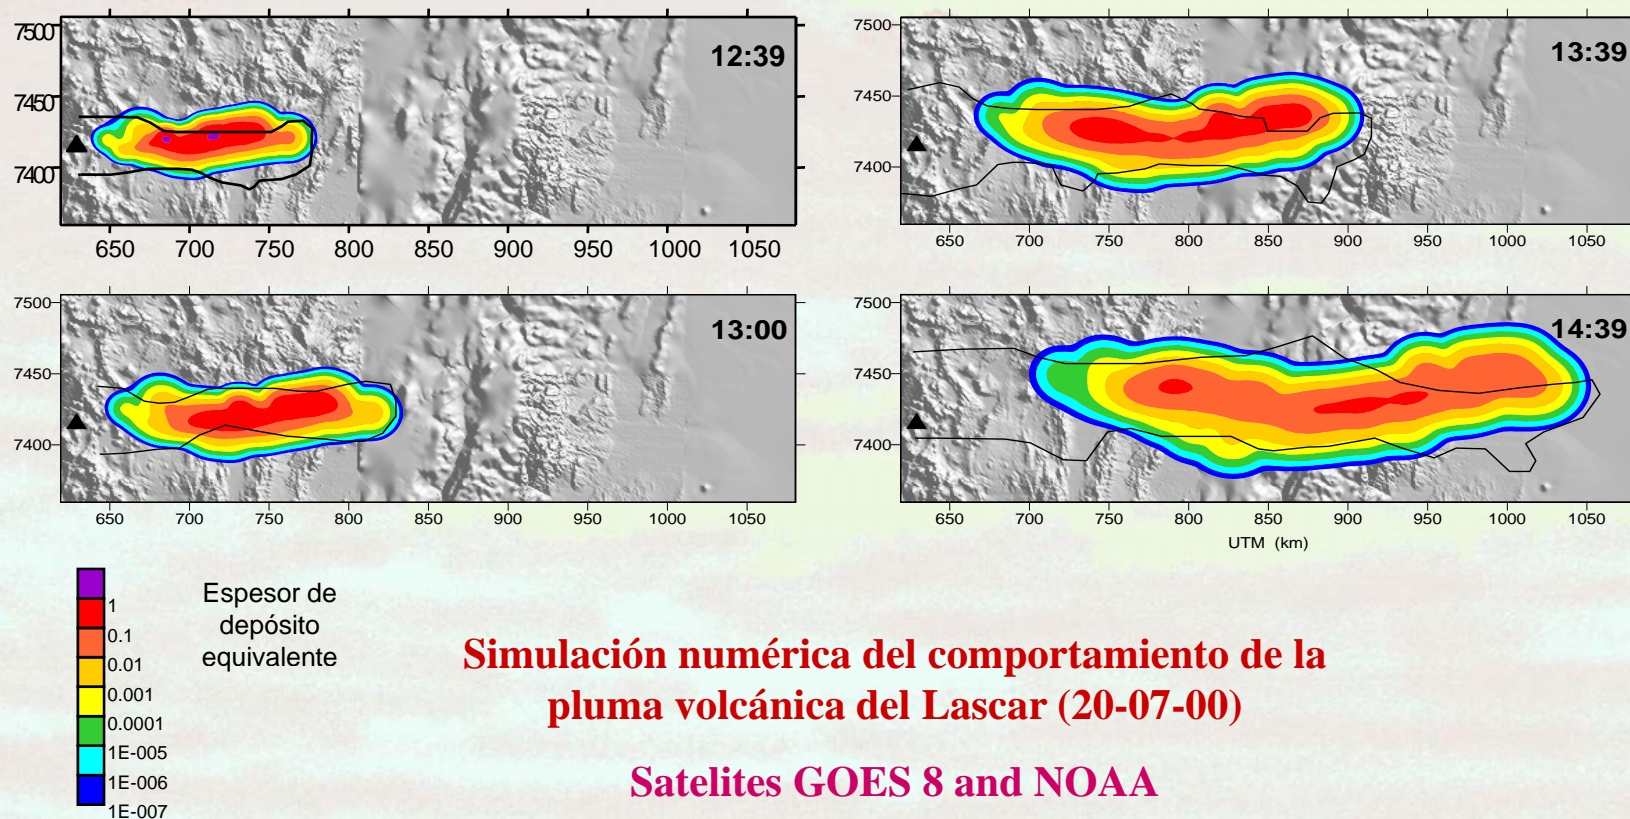 7500
7450
7400
12:39
650 700 750 800 850 900 950 1000 1050
7500
7450
7400
13:39
650 700 750 800 850 900 950 1000 1050
7500
7450
7400
13:00
650 700 750 800 850 900 950 1000 1050
7500
7450
7400
14:39
650 700 750 800 850 900 950 1000 1050
UTM (km)
1
0.1
0.01
0.001
0.0001
1E-005
1E-006
1E-007
Espesor de
depósito
equivalente
Simulación numérica del comportamiento de la
pluma volcánica del Lascar (20-07-00)
Satelites GOES 8 and NOAA